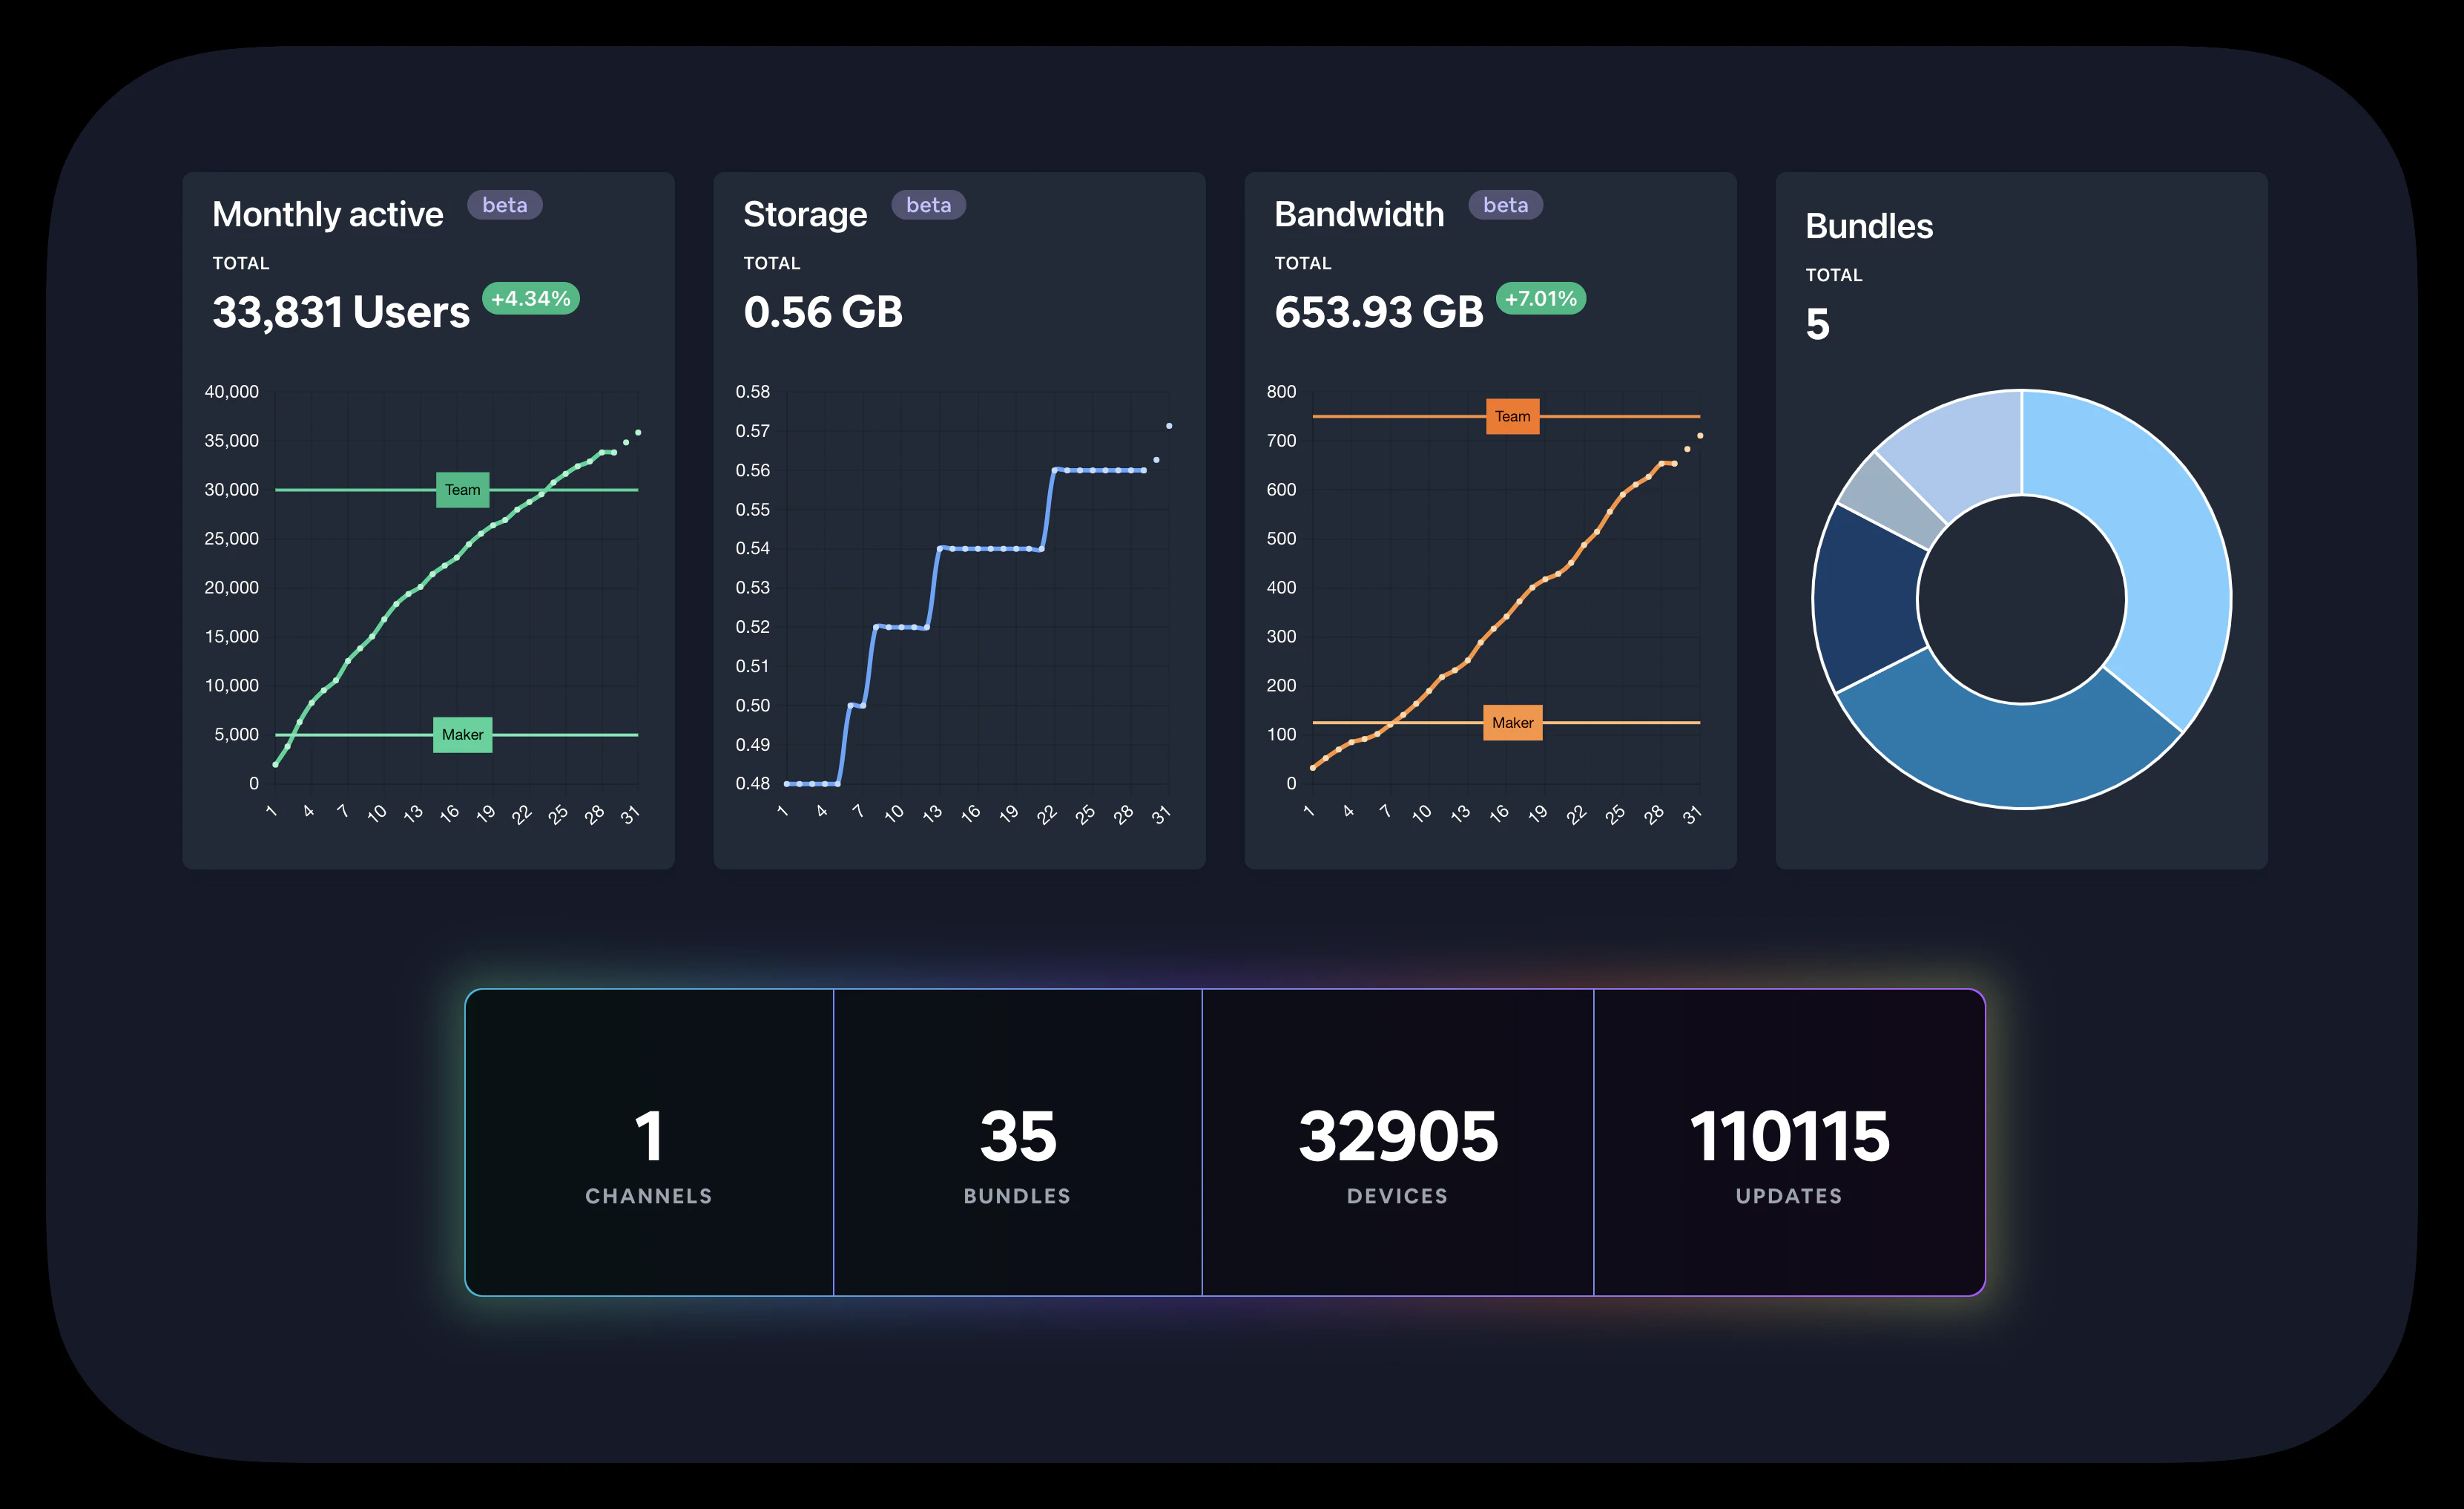 Monthly active beta
TOTAL
33,831 Users +4.34%
40,000
35,000
30,000
25,000
20,000
15,000
10,000
5,000
0
Team
Maker
1 4 7 10 13 16 19 22 25 28 31
Storage beta
TOTAL
0.56 GB
0.58
0.57
0.56
0.55
0.54
0.53
0.52
0.51
0.50
0.49
0.48
1 4 7 10 13 16 19 22 25 28 31
Bandwidth beta
TOTAL
653.93 GB +7.01%
800
700
600
500
400
300
200
100
0
Team
Maker
1 4 7 10 13 16 19 22 25 28 31
Bundles
TOTAL
5
1
CHANNELS
35
BUNDLES
32905
DEVICES
110115
UPDATES